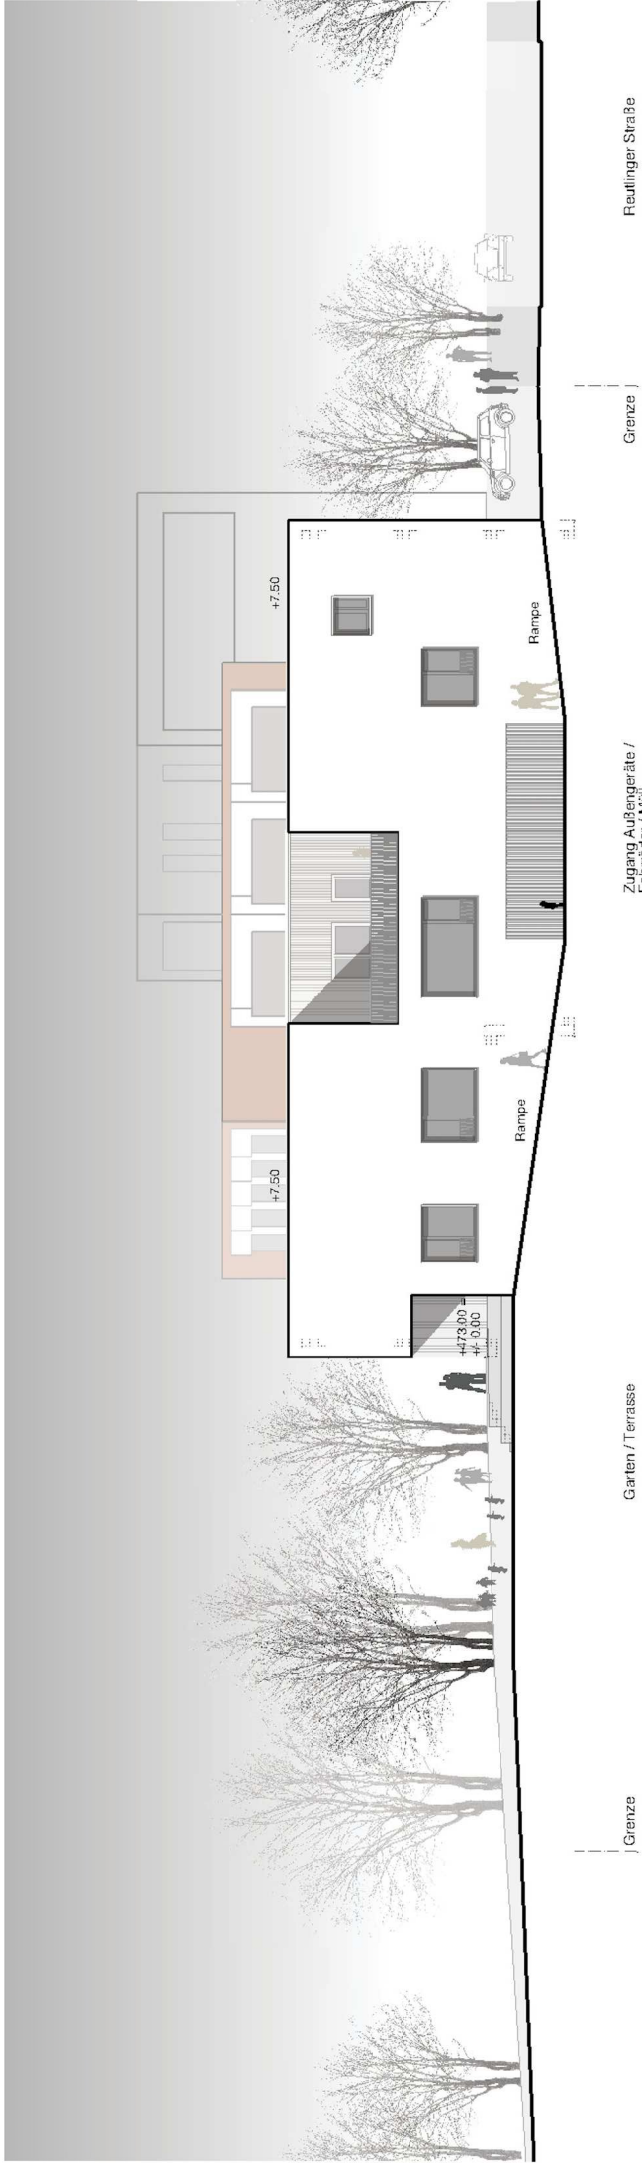 +7.50
+7.50
+473.00 =
+/- 0.00
Rampe
Rampe
Grenze
Garten / Terrasse
Zugang Außengeräte /
Grenze
Reutlinger Straße